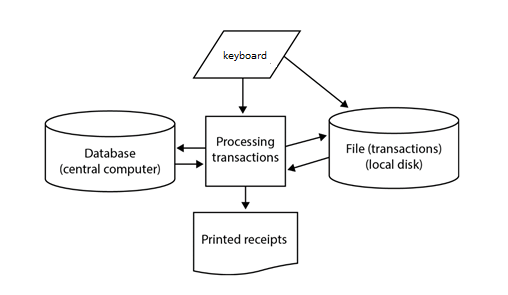 keyboard
Database
(central computer)
Processing
transactions
File (transactions)
(local disk)
Printed receipts